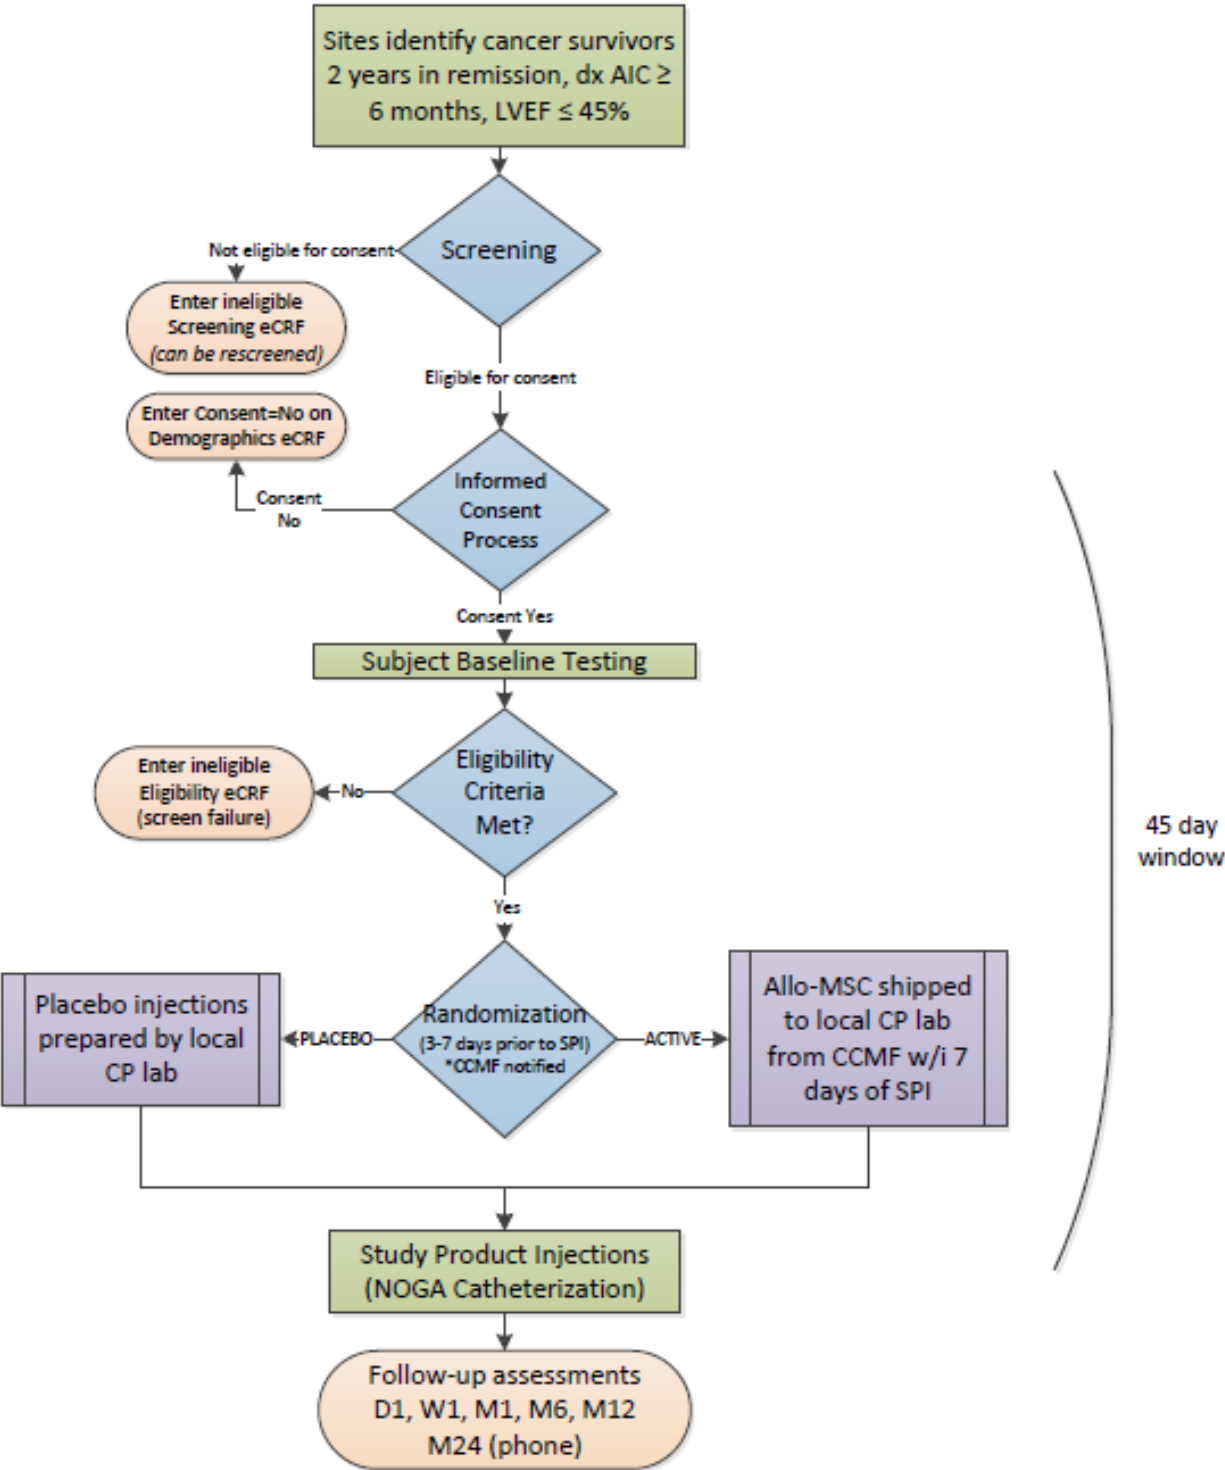 Sites identify cancer survivors
2 years in remission, dx AIC ≥
6 months, LVEF ≤ 45%
Screening
Not eligible for consent
Enter ineligible
Screening eCRF
(can be rescreened)
Eligible for consent
Enter Consent=No on
Demographics eCRF
Informed
Consent
Process
Consent
No
Consent Yes
Subject Baseline Testing
Eligibility
Criteria
Met?
No
Enter ineligible
Eligibility eCRF
(screen failure)
45 day
window
Yes
Randomization
(3-7 days prior to SPI)
*CCMF notified
PLACEBO
Placebo injections
prepared by local
CP lab
ACTIVE
Allo-MSC shipped
to local CP lab
from CCMF w/i 7
days of SPI
Study Product Injections
(NOGA Catheterization)
Follow-up assessments
D1, W1, M1, M6, M12
M24 (phone)